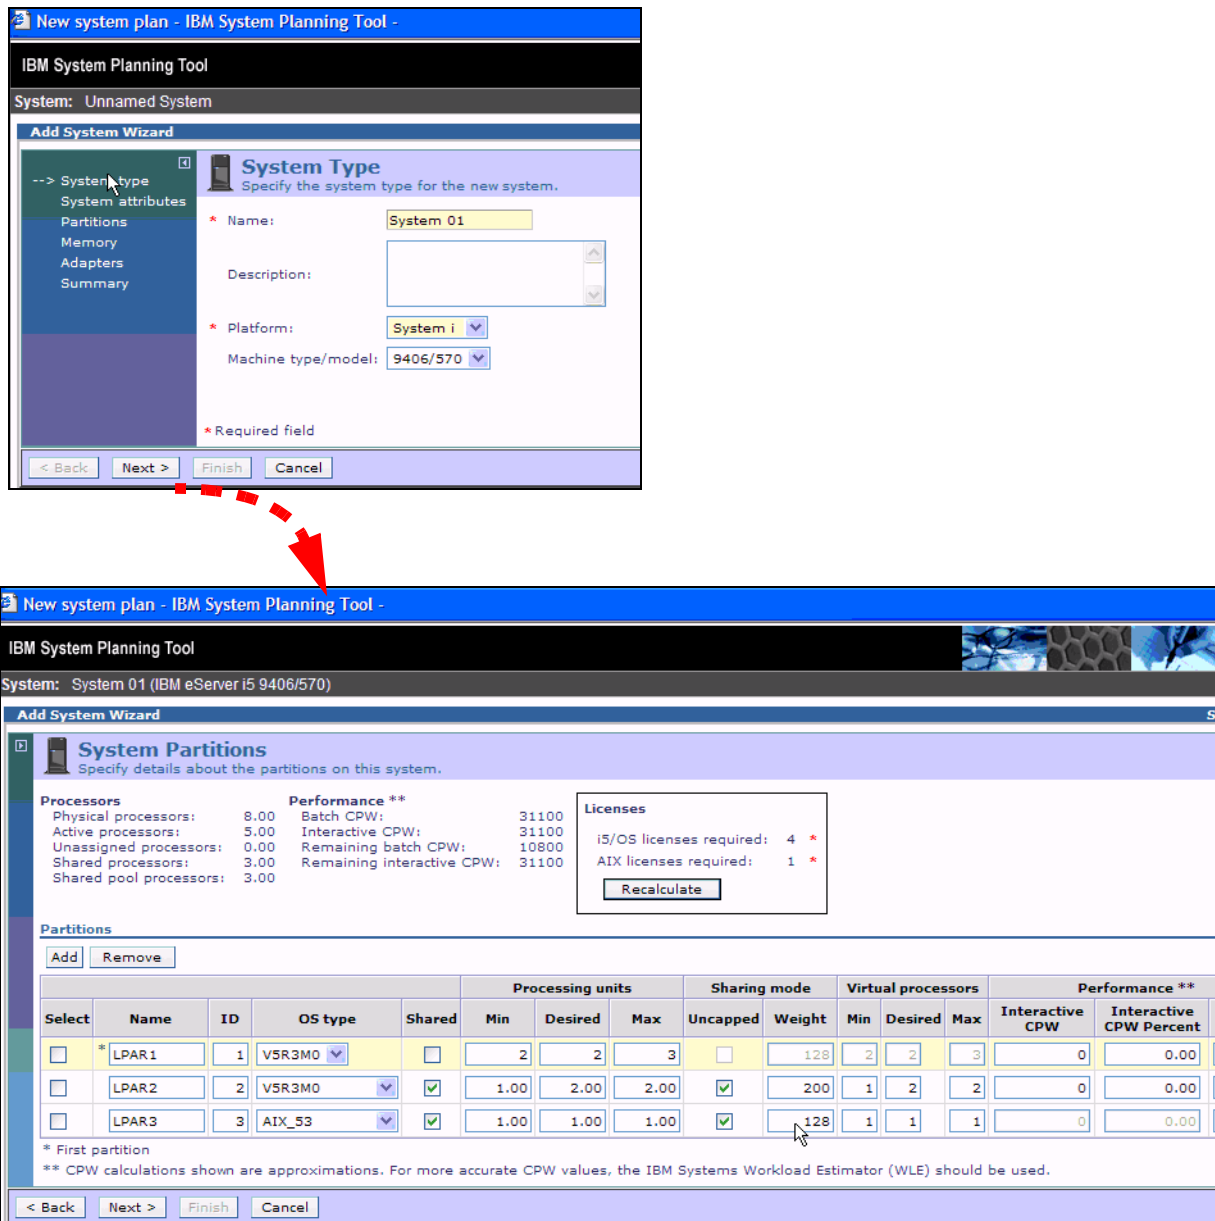 New system plan - IBM System Planning Tool -
IBM System Planning Tool
System: Unnamed System
Add System Wizard
--> System type
System attributes
Partitions
Memory
Adapters
Summary
System Type
Specify the system type for the new system.
* Name: System 01
Description:
* Platform: System i
Machine type/model: 9406/570
* Required field
< Back Next > Finish Cancel
New system plan - IBM System Planning Tool -
IBM System Planning Tool
System: System 01 (IBM eServer i5 9406/570)
Add System Wizard S
System Partitions
Specify details about the partitions on this system.
Processors
Physical processors: 8.00
Active processors: 5.00
Unassigned processors: 0.00
Shared processors: 3.00
Shared pool processors: 3.00
Performance **
Batch CPW: 31100
Interactive CPW: 31100
Remaining batch CPW: 10800
Remaining interactive CPW: 31100
Licenses
i5/OS licenses required: 4 *
AIX licenses required: 1 *
Recalculate
Partitions
Add Remove
Processing units Sharing mode Virtual processors Performance **
Select Name ID OS type Shared Min Desired Max Uncapped Weight Min Desired Max Interactive CPW Interactive CPW Percent
* LPAR1 1 V5R3M0 2 2 3 128 2 2 3 0 0.00
LPAR2 2 V5R3M0 1.00 2.00 2.00 200 1 2 2 0 0.00
LPAR3 3 AIX_53 1.00 1.00 1.00 128 1 1 1 0 0.00
* First partition
** CPW calculations shown are approximations. For more accurate CPW values, the IBM Systems Workload Estimator (WLE) should be used.
< Back Next > Finish Cancel